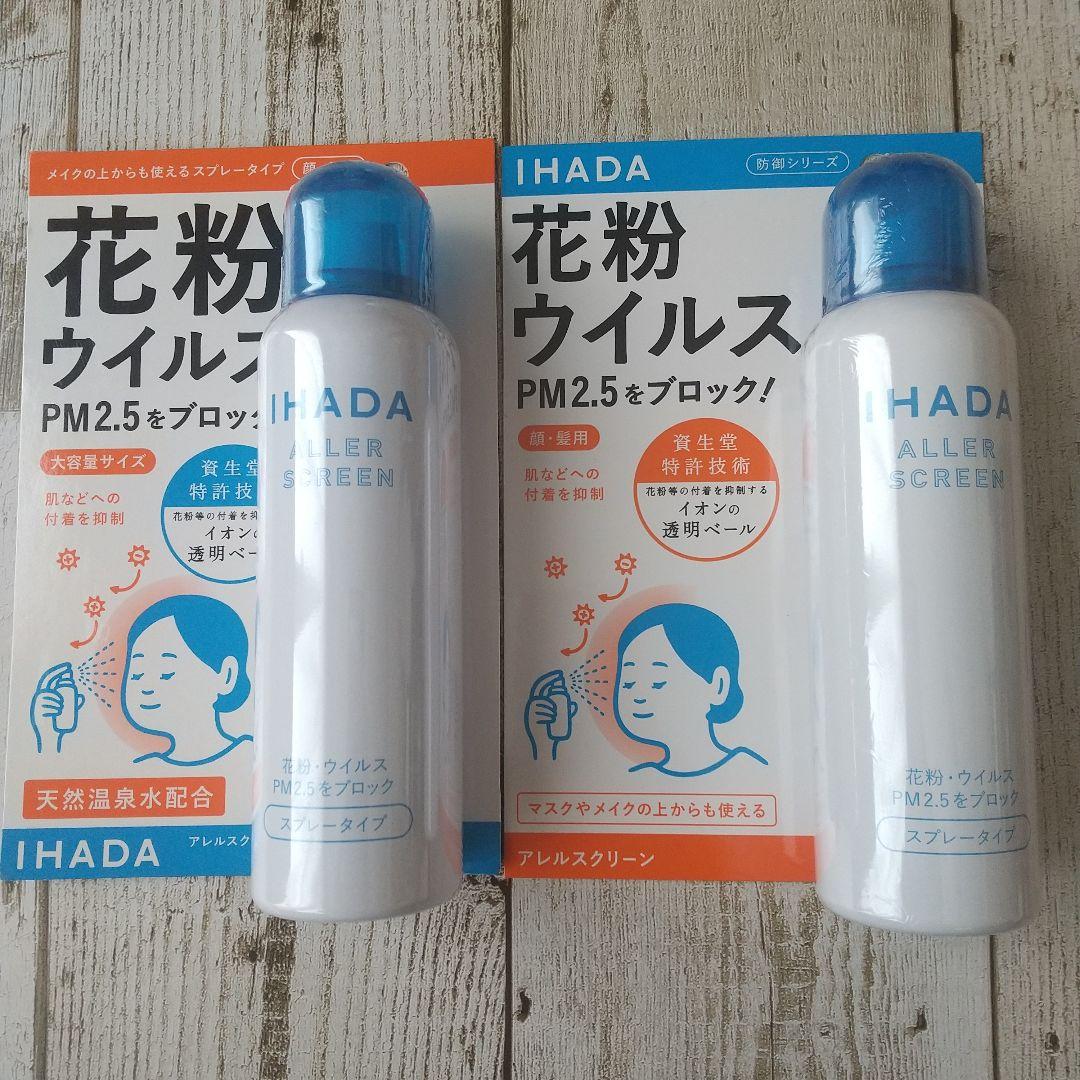 メイクの上からも使えるスプレータイプ
顔
花粉
ウイルス
PM2.5をブロック
大容量サイズ
肌などへの
付着を抑制
資生堂
特許技
花粉等の付着を抑
イオンの
透明ベー
天然温泉水配合
IHADA
アレルスク
IHADA
ALLER
SCREEN
花粉・ウイルス
PM2.5をブロック
スプレータイプ
IHADA
防御シリーズ
花粉
ウイルス
PM2.5をブロック!
顔・髪用
肌などへの
付着を抑制
資生堂
特許技術
花粉等の付着を抑制する
イオンの
透明ベール
マスクやメイクの上からも使える
アレルスクリーン
IHADA
ALLER
SCREEN
花粉・ウイルス
PM2.5をブロック
スプレータイプ